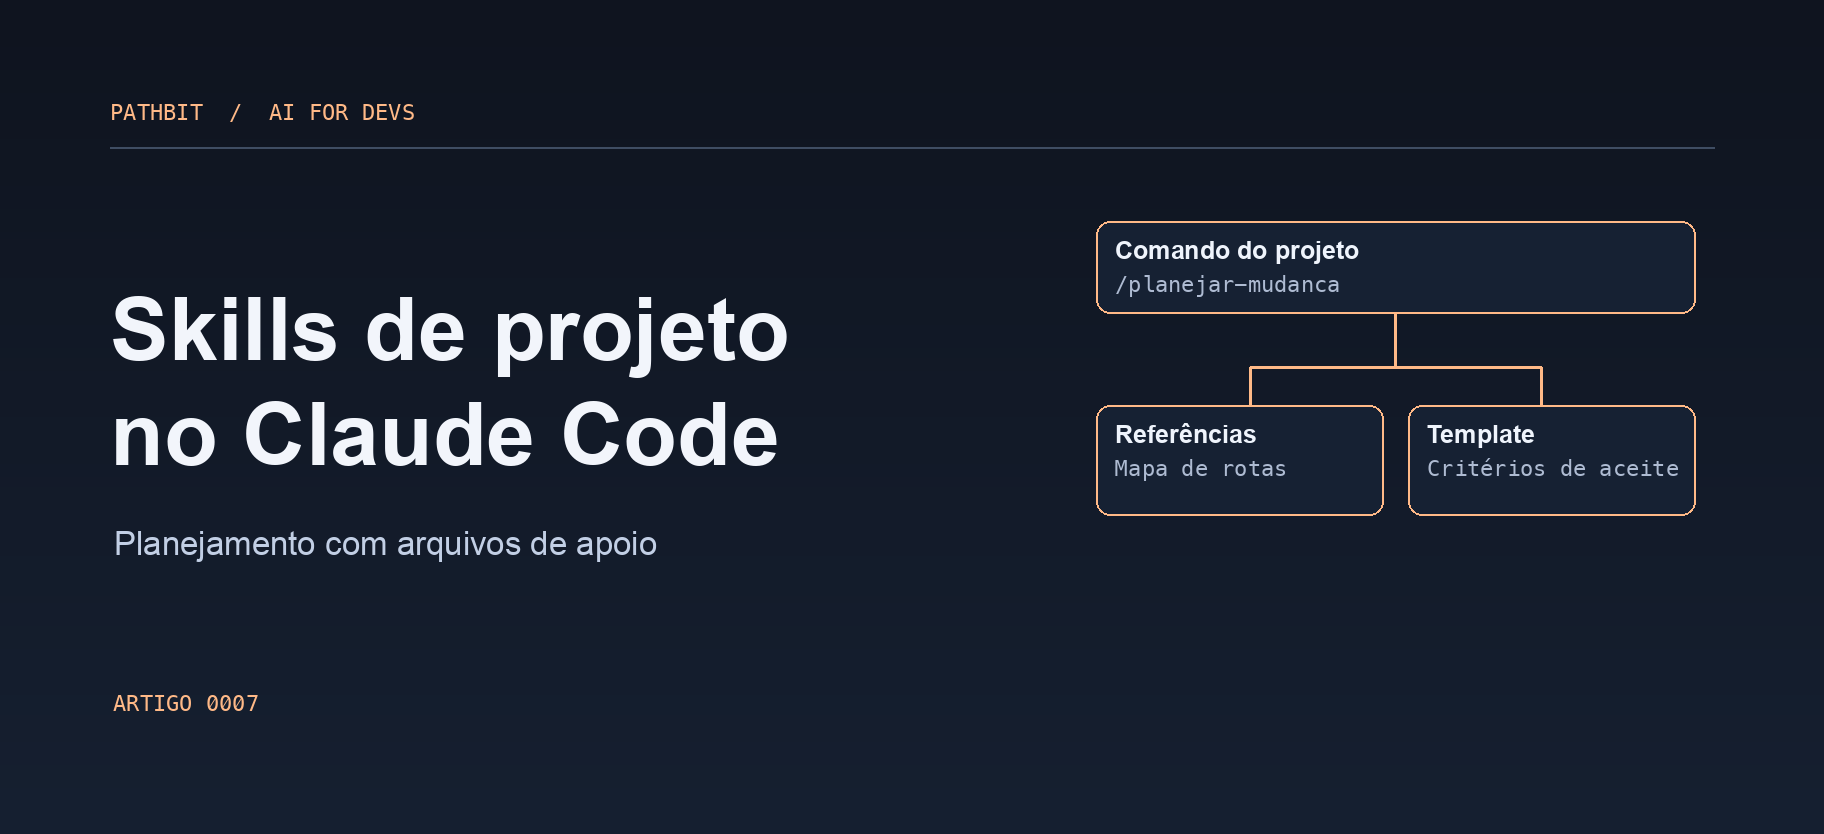 PATHBIT / AI FOR DEVS
Skills de projeto
no Claude Code
Planejamento com arquivos de apoio
ARTIGO 0007
Comando do projeto
/planejar-mudanca
Referências
Mapa de rotas
Template
Critérios de aceite